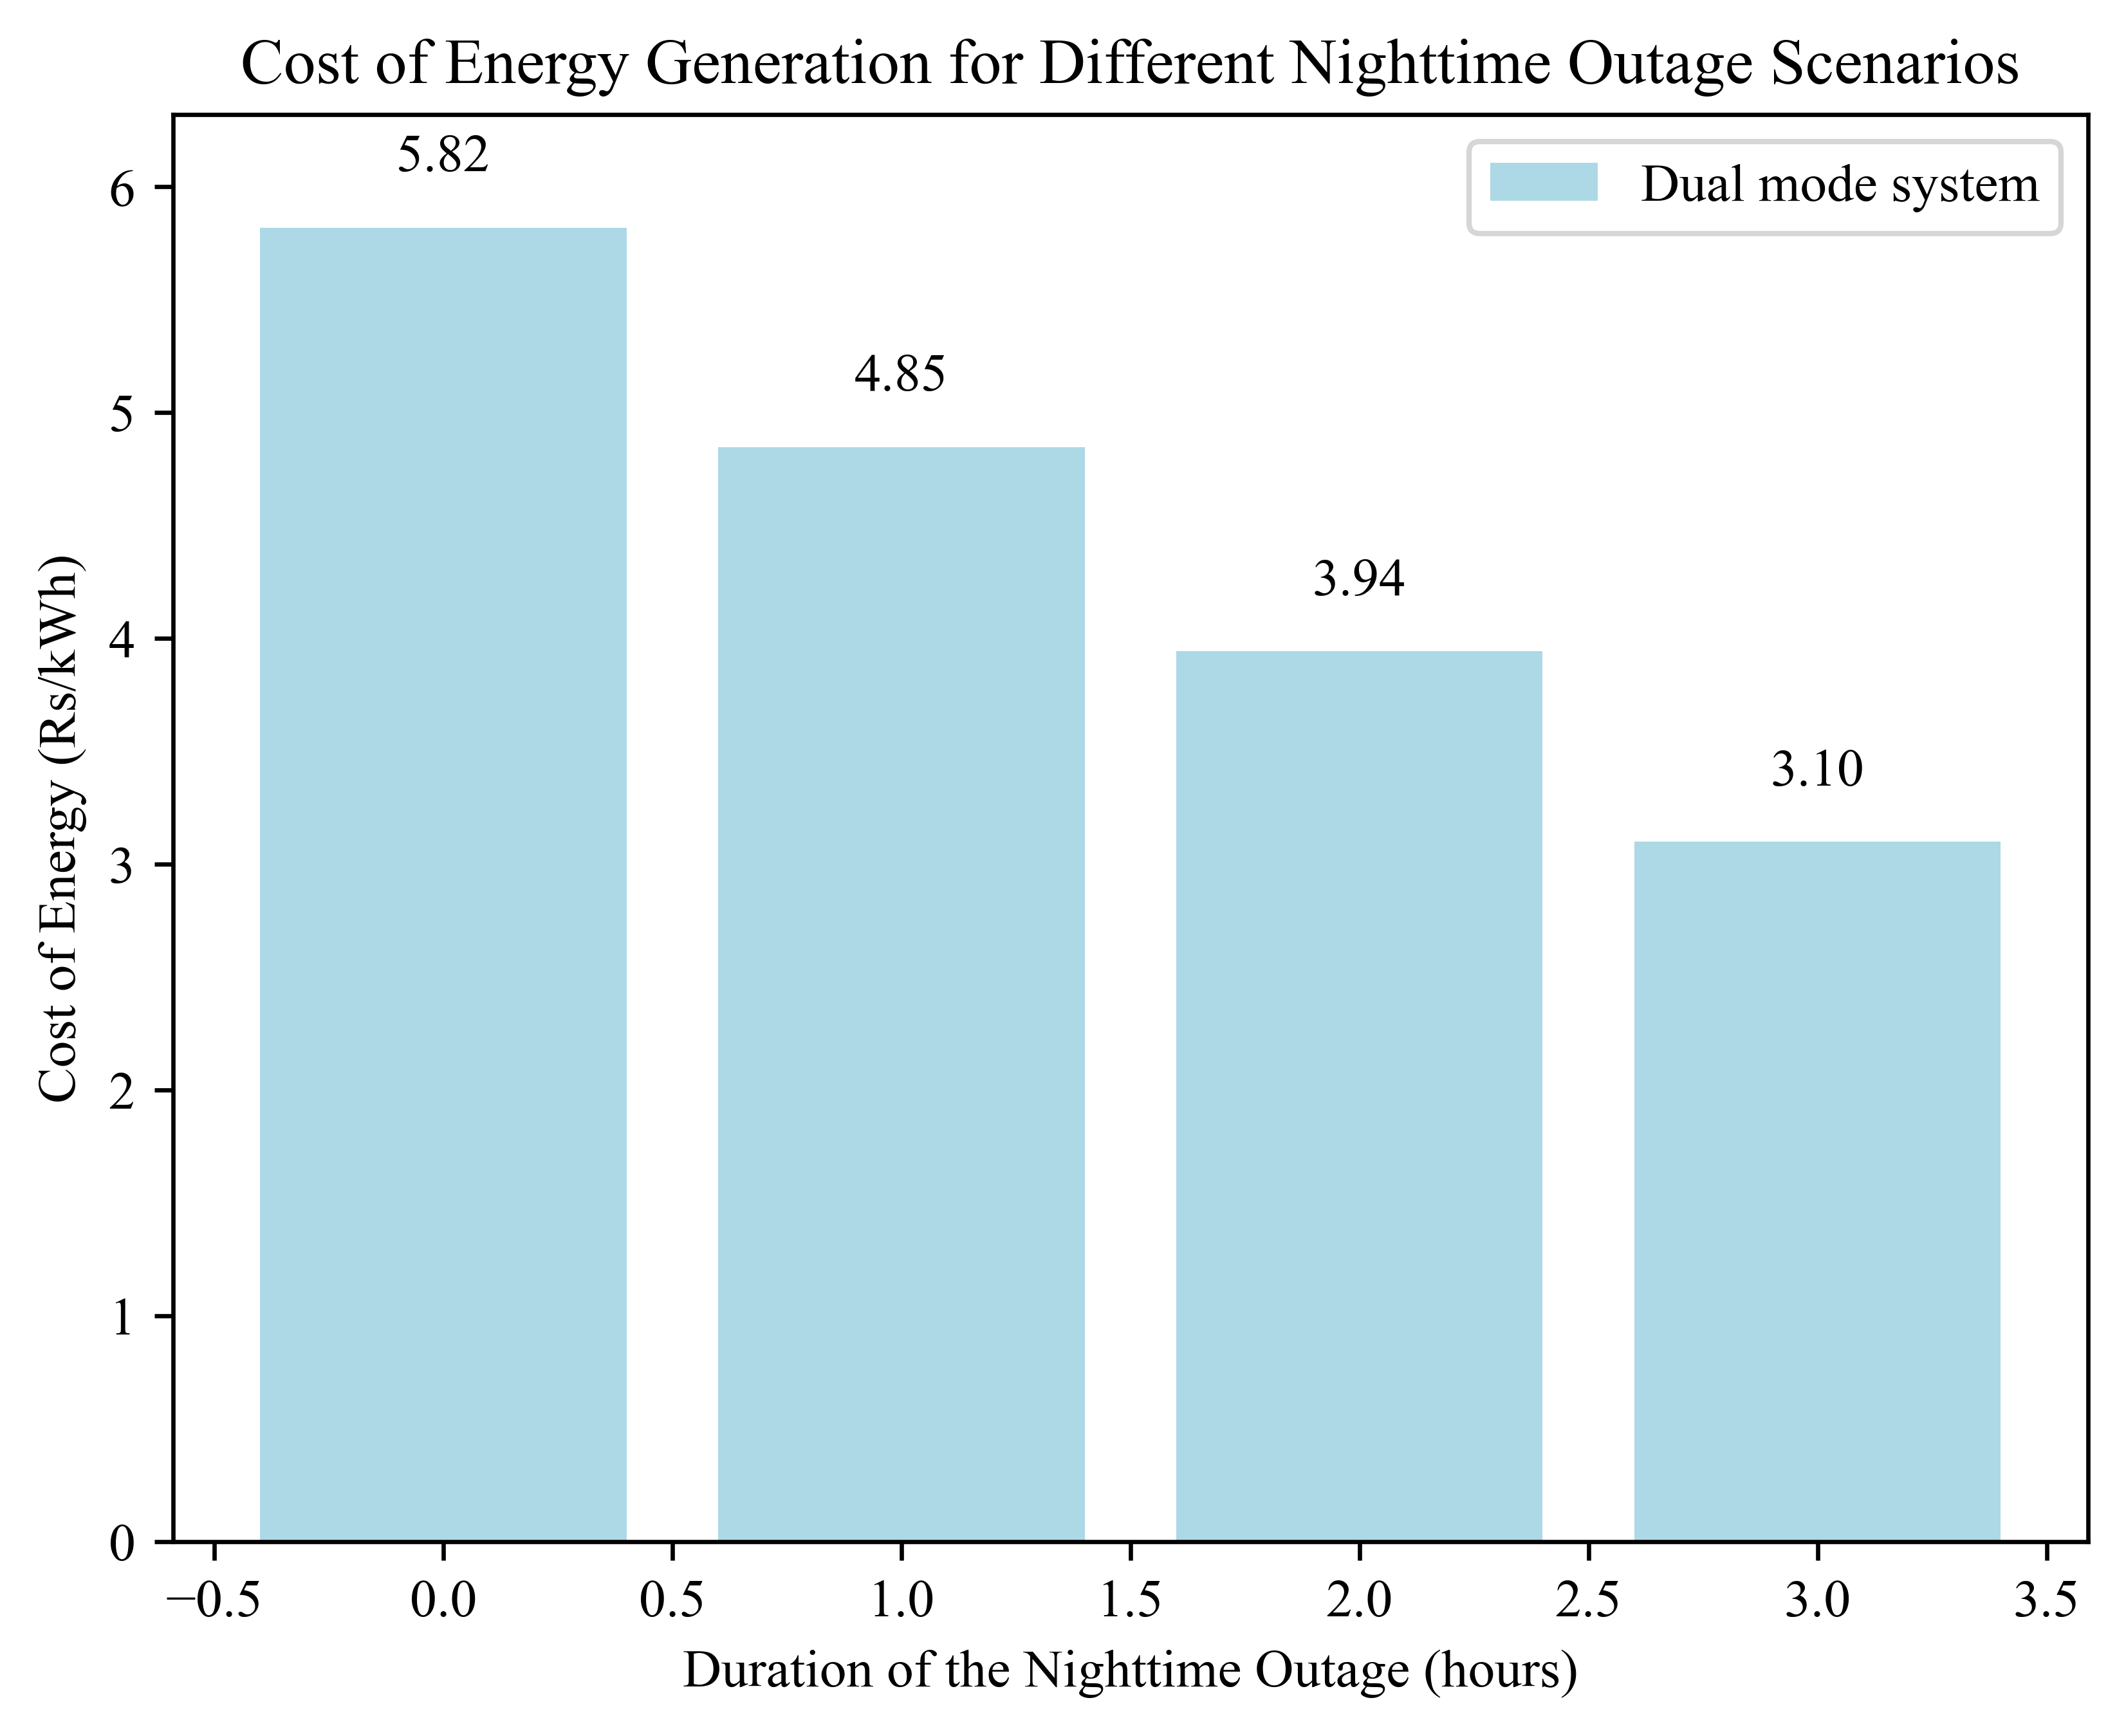 Cost of Energy Generation for Different Nighttime Outage Scenarios
Dual mode system
5.82
4.85
3.94
3.10
Cost of Energy (Rs/kWh)
6
5
4
3
2
1
0
−0.5 0.0 0.5 1.0 1.5 2.0 2.5 3.0 3.5
Duration of the Nighttime Outage (hours)